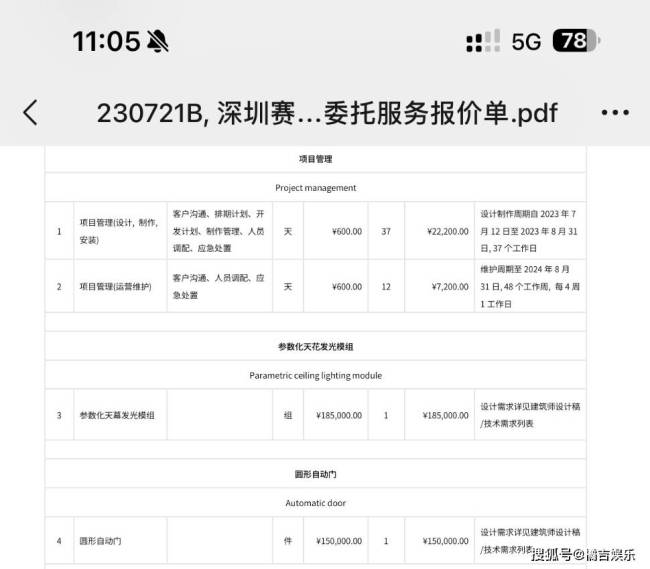 11:05 5G 78
230721B, 深圳赛...委托服务报价单.pdf
项目管理
Project management
1 项目管理(设计, 制作, 安装) 客户沟通、排期计划、开发计划、制作管理、人员调配、应急处置 天 ¥600.00 37 ¥22,200.00 设计制作周期自 2023 年 7 月 12 日至 2023 年 8 月 31 日, 37 个工作日
2 项目管理(运营维护) 客户沟通、人员调配、应急处置 天 ¥600.00 12 ¥7,200.00 维护周期至 2024 年 8 月 31 日, 48 个工作周, 每 4 周 1 工作日
参数化天花发光模组
Parametric ceiling lighting module
3 参数化天幕发光模组 组 ¥185,000.00 1 ¥185,000.00 设计需求详见建筑师设计稿/技术需求列表
圆形自动门
Automatic door
4 圆形自动门 件 ¥150,000.00 1 ¥150,000.00 设计需求详见建筑师设计稿/技术需求列表
搜狐号@橘吉娱乐